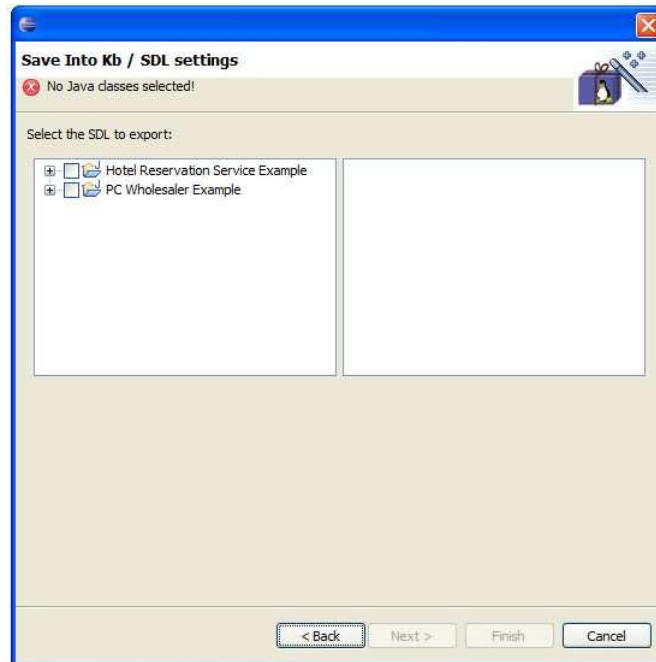 Save Into Kb / SDL settings
No Java classes selected!
Select the SDL to export:
Hotel Reservation Service Example
PC Wholesaler Example
< Back Next > Finish Cancel